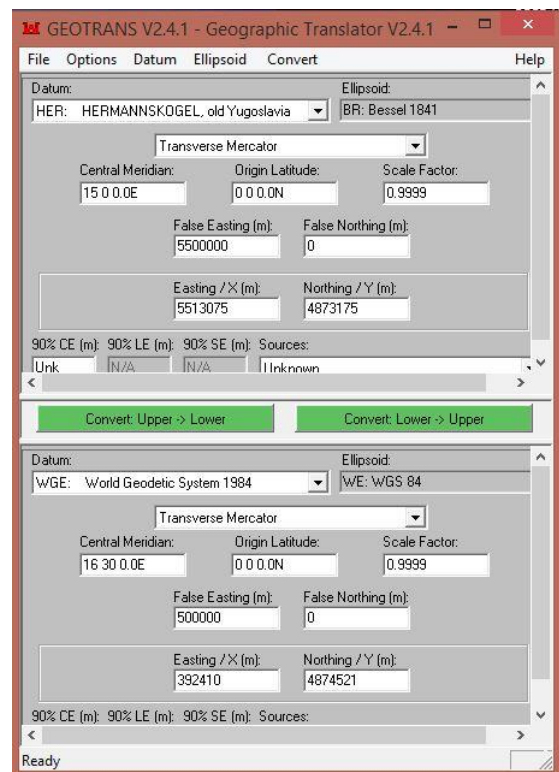 GEOTRANS V2.4.1 - Geographic Translator V2.4.1
File Options Datum Ellipsoid Convert Help
Datum: Ellipsoid:
HER: HERMANNSKOGEL, old Yugoslavia BR: Bessel 1841
Transverse Mercator
Central Meridian: Origin Latitude: Scale Factor:
15 0 0.0E 0 0 0.0N 0.9999
False Easting (m): False Northing (m):
5500000 0
Easting / X (m): Northing / Y (m):
5513075 4873175
90% CE (m): 90% LE (m): 90% SE (m): Sources:
Unk N/A N/A Unknown
Convert: Upper -> Lower Convert: Lower -> Upper
Datum: Ellipsoid:
WGE: World Geodetic System 1984 WE: WGS 84
Transverse Mercator
Central Meridian: Origin Latitude: Scale Factor:
16 30 0.0E 0 0 0.0N 0.9999
False Easting (m): False Northing (m):
500000 0
Easting / X (m): Northing / Y (m):
392410 4874521
90% CE (m): 90% LE (m): 90% SE (m): Sources:
Ready